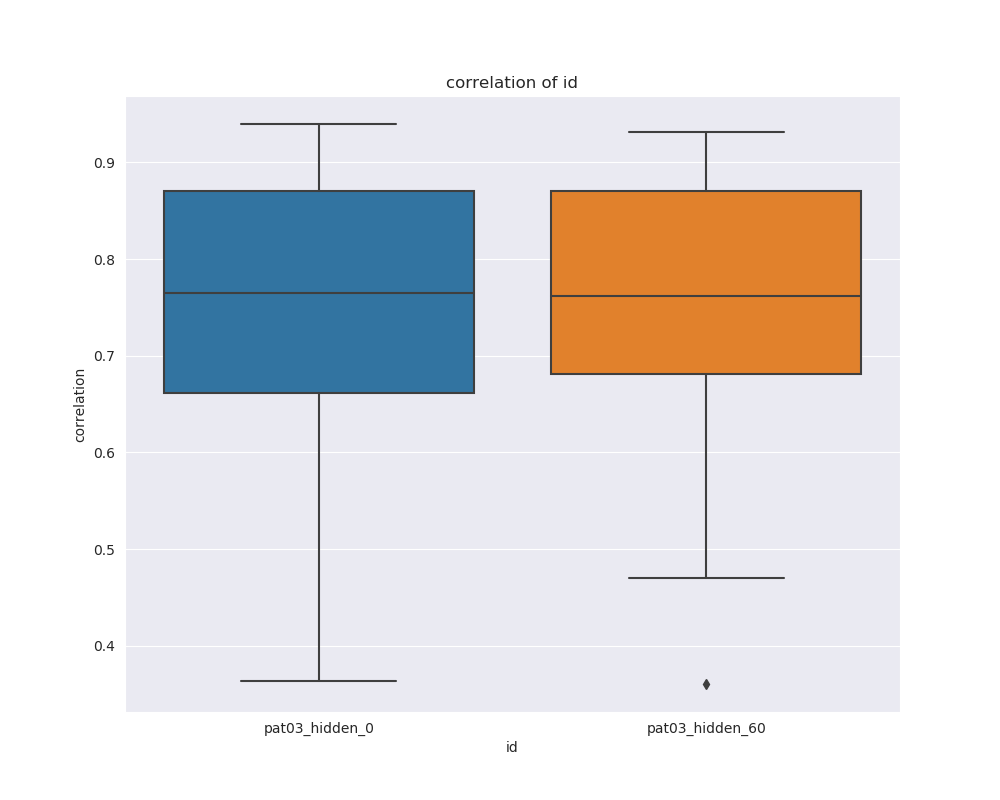 correlation of id
correlation
0.9
0.8
0.7
0.6
0.5
0.4
pat03_hidden_0
pat03_hidden_60
id